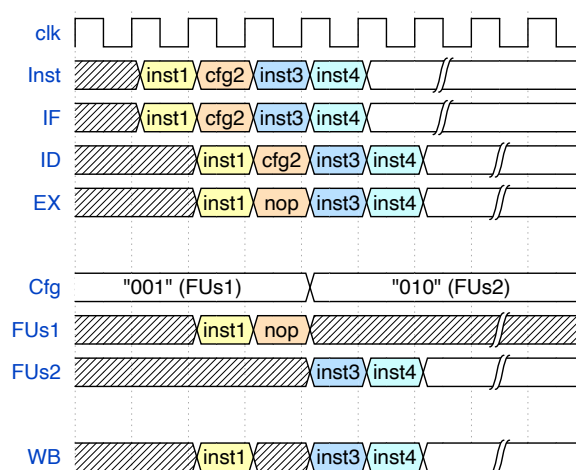 clk
Inst inst1 cfg2 inst3 inst4
IF inst1 cfg2 inst3 inst4
ID inst1 cfg2 inst3 inst4
EX inst1 nop inst3 inst4
Cfg "001" (FUs1) "010" (FUs2)
FUs1 inst1 nop
FUs2 inst3 inst4
WB inst1 inst3 inst4